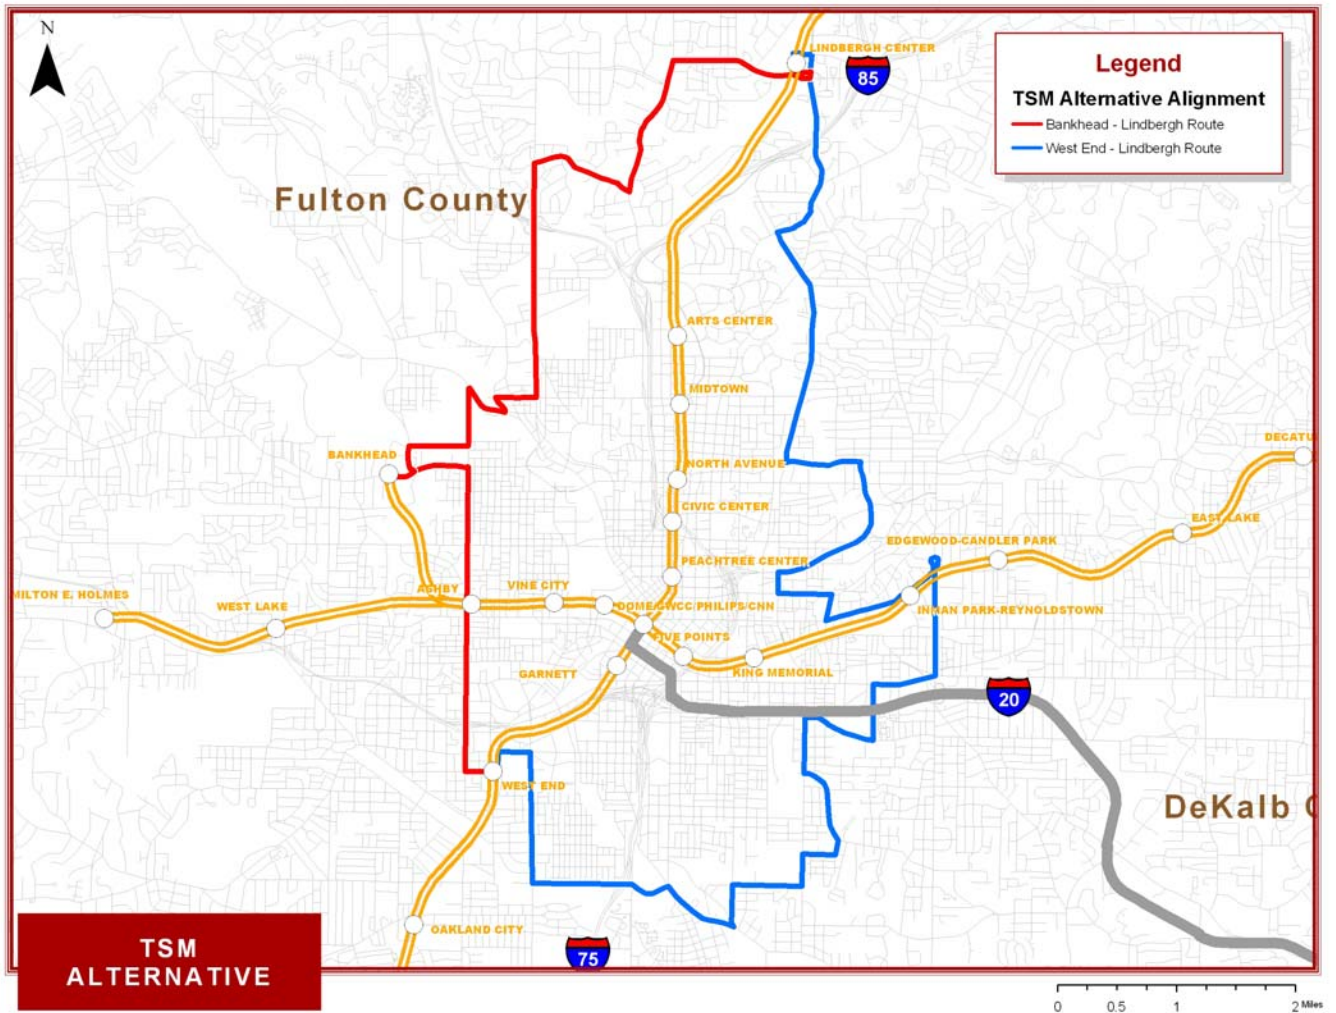 N
LINDBERGH CENTER
85
Legend
TSM Alternative Alignment
Bankhead - Lindbergh Route
West End - Lindbergh Route
Fulton County
ARTS CENTER
MIDTOWN
BANKHEAD
NORTH AVENUE
DECATU
CIVIC CENTER
EAST LAKE
EDGEWOOD-CANDLER PARK
PEACHTREE CENTER
ASHBY
VINE CITY
MILTON E. HOLMES
WEST LAKE
DOME/GWCC/PHILIPS/CNN
INMAN PARK-REYNOLDSTOWN
FIVE POINTS
GARNETT
KING MEMORIAL
20
WEST END
DeKalb C
OAKLAND CITY
75
TSM
ALTERNATIVE
0 0.5 1 2 Miles